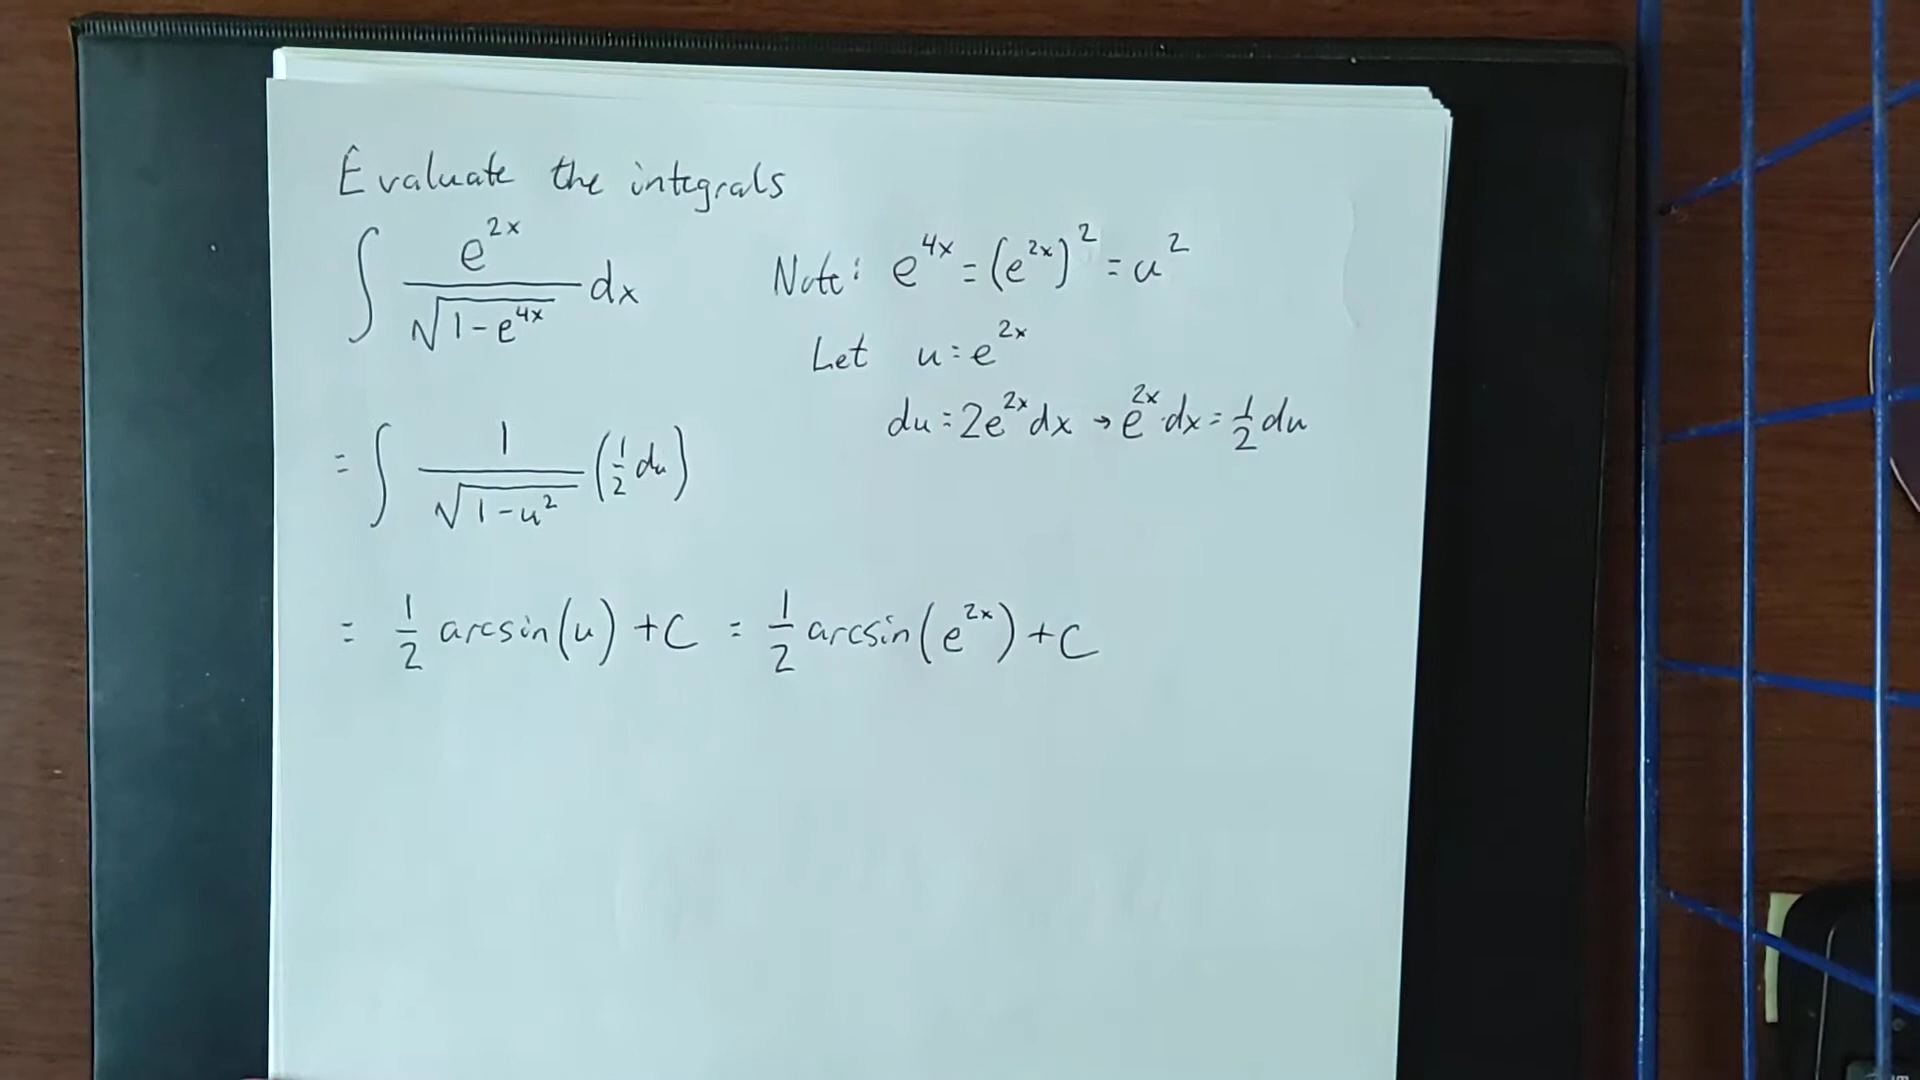 Evaluate the integrals
∫ e^{2x} / √(1-e^{4x}) dx
Note: e^{4x} = (e^{2x})^2 = u^2
Let u = e^{2x}
du = 2e^{2x} dx → e^{2x} dx = 1/2 du
= ∫ 1 / √(1-u^2) (1/2 du)
= 1/2 arcsin(u) + C = 1/2 arcsin(e^{2x}) + C